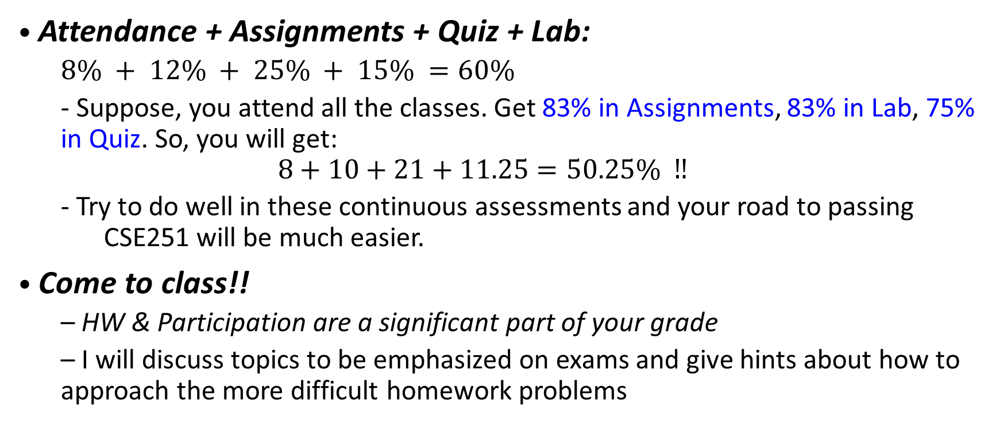 • Attendance + Assignments + Quiz + Lab:
8% + 12% + 25% + 15% = 60%
- Suppose, you attend all the classes. Get 83% in Assignments, 83% in Lab, 75%
in Quiz. So, you will get:
8 + 10 + 21 + 11.25 = 50.25% !!
- Try to do well in these continuous assessments and your road to passing
CSE251 will be much easier.
• Come to class!!
– HW & Participation are a significant part of your grade
– I will discuss topics to be emphasized on exams and give hints about how to
approach the more difficult homework problems